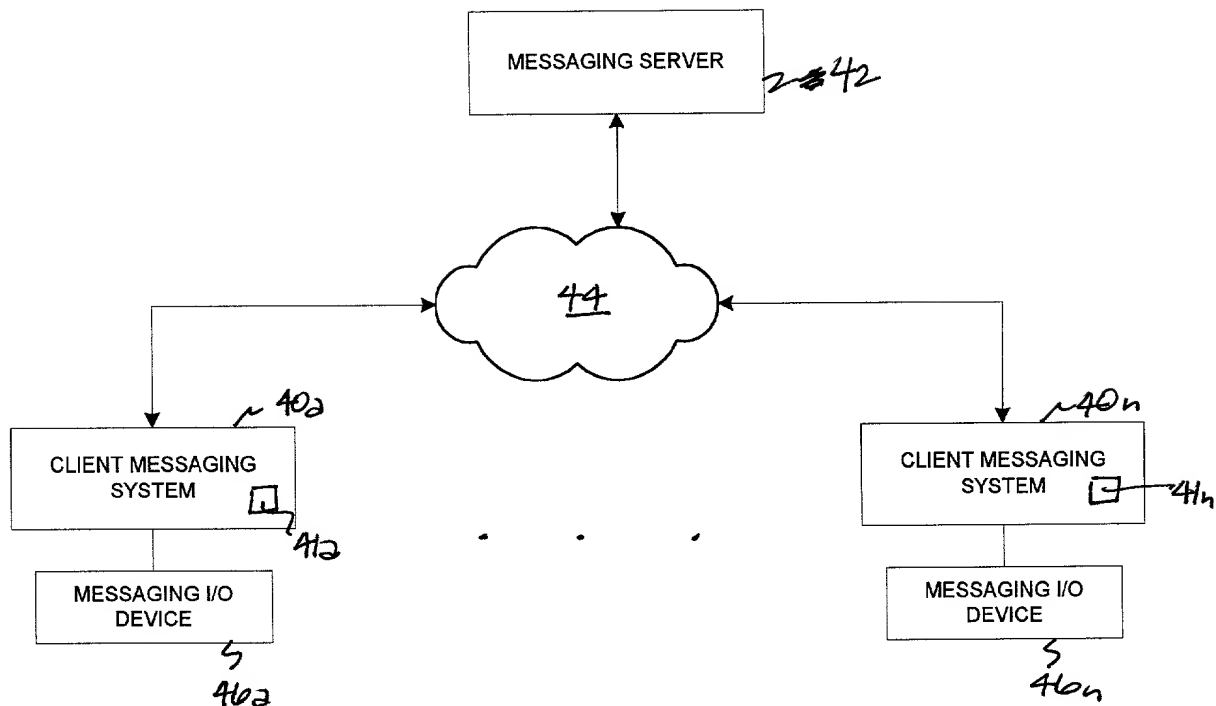 MESSAGING SERVER
42
44
40a
40n
CLIENT MESSAGING
SYSTEM
CLIENT MESSAGING
SYSTEM
41a
41n
MESSAGING I/O
DEVICE
MESSAGING I/O
DEVICE
46a
46n